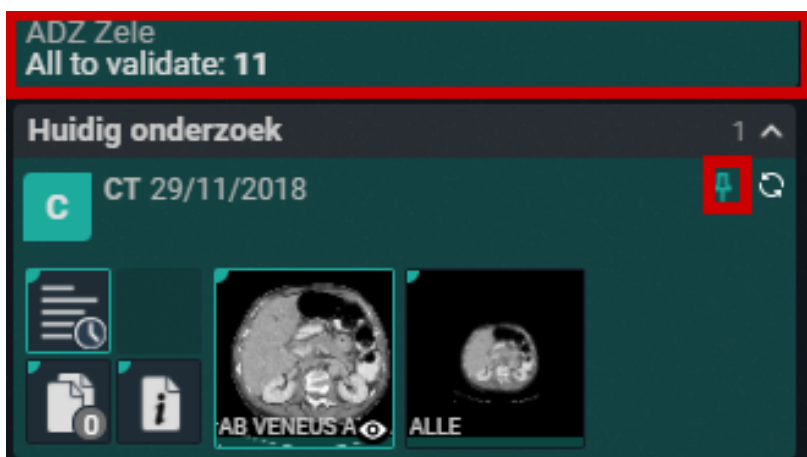 ADZ Zele
All to validate: 11
Huidig onderzoek 1
C CT 29/11/2018
0 i
AB VENEUS A
ALLE